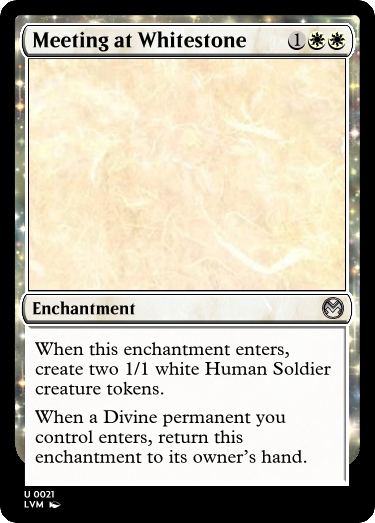 Meeting at Whitestone 1
Enchantment
When this enchantment enters,
create two 1/1 white Human Soldier
creature tokens.
When a Divine permanent you
control enters, return this
enchantment to its owner's hand.
U 0021
LVM